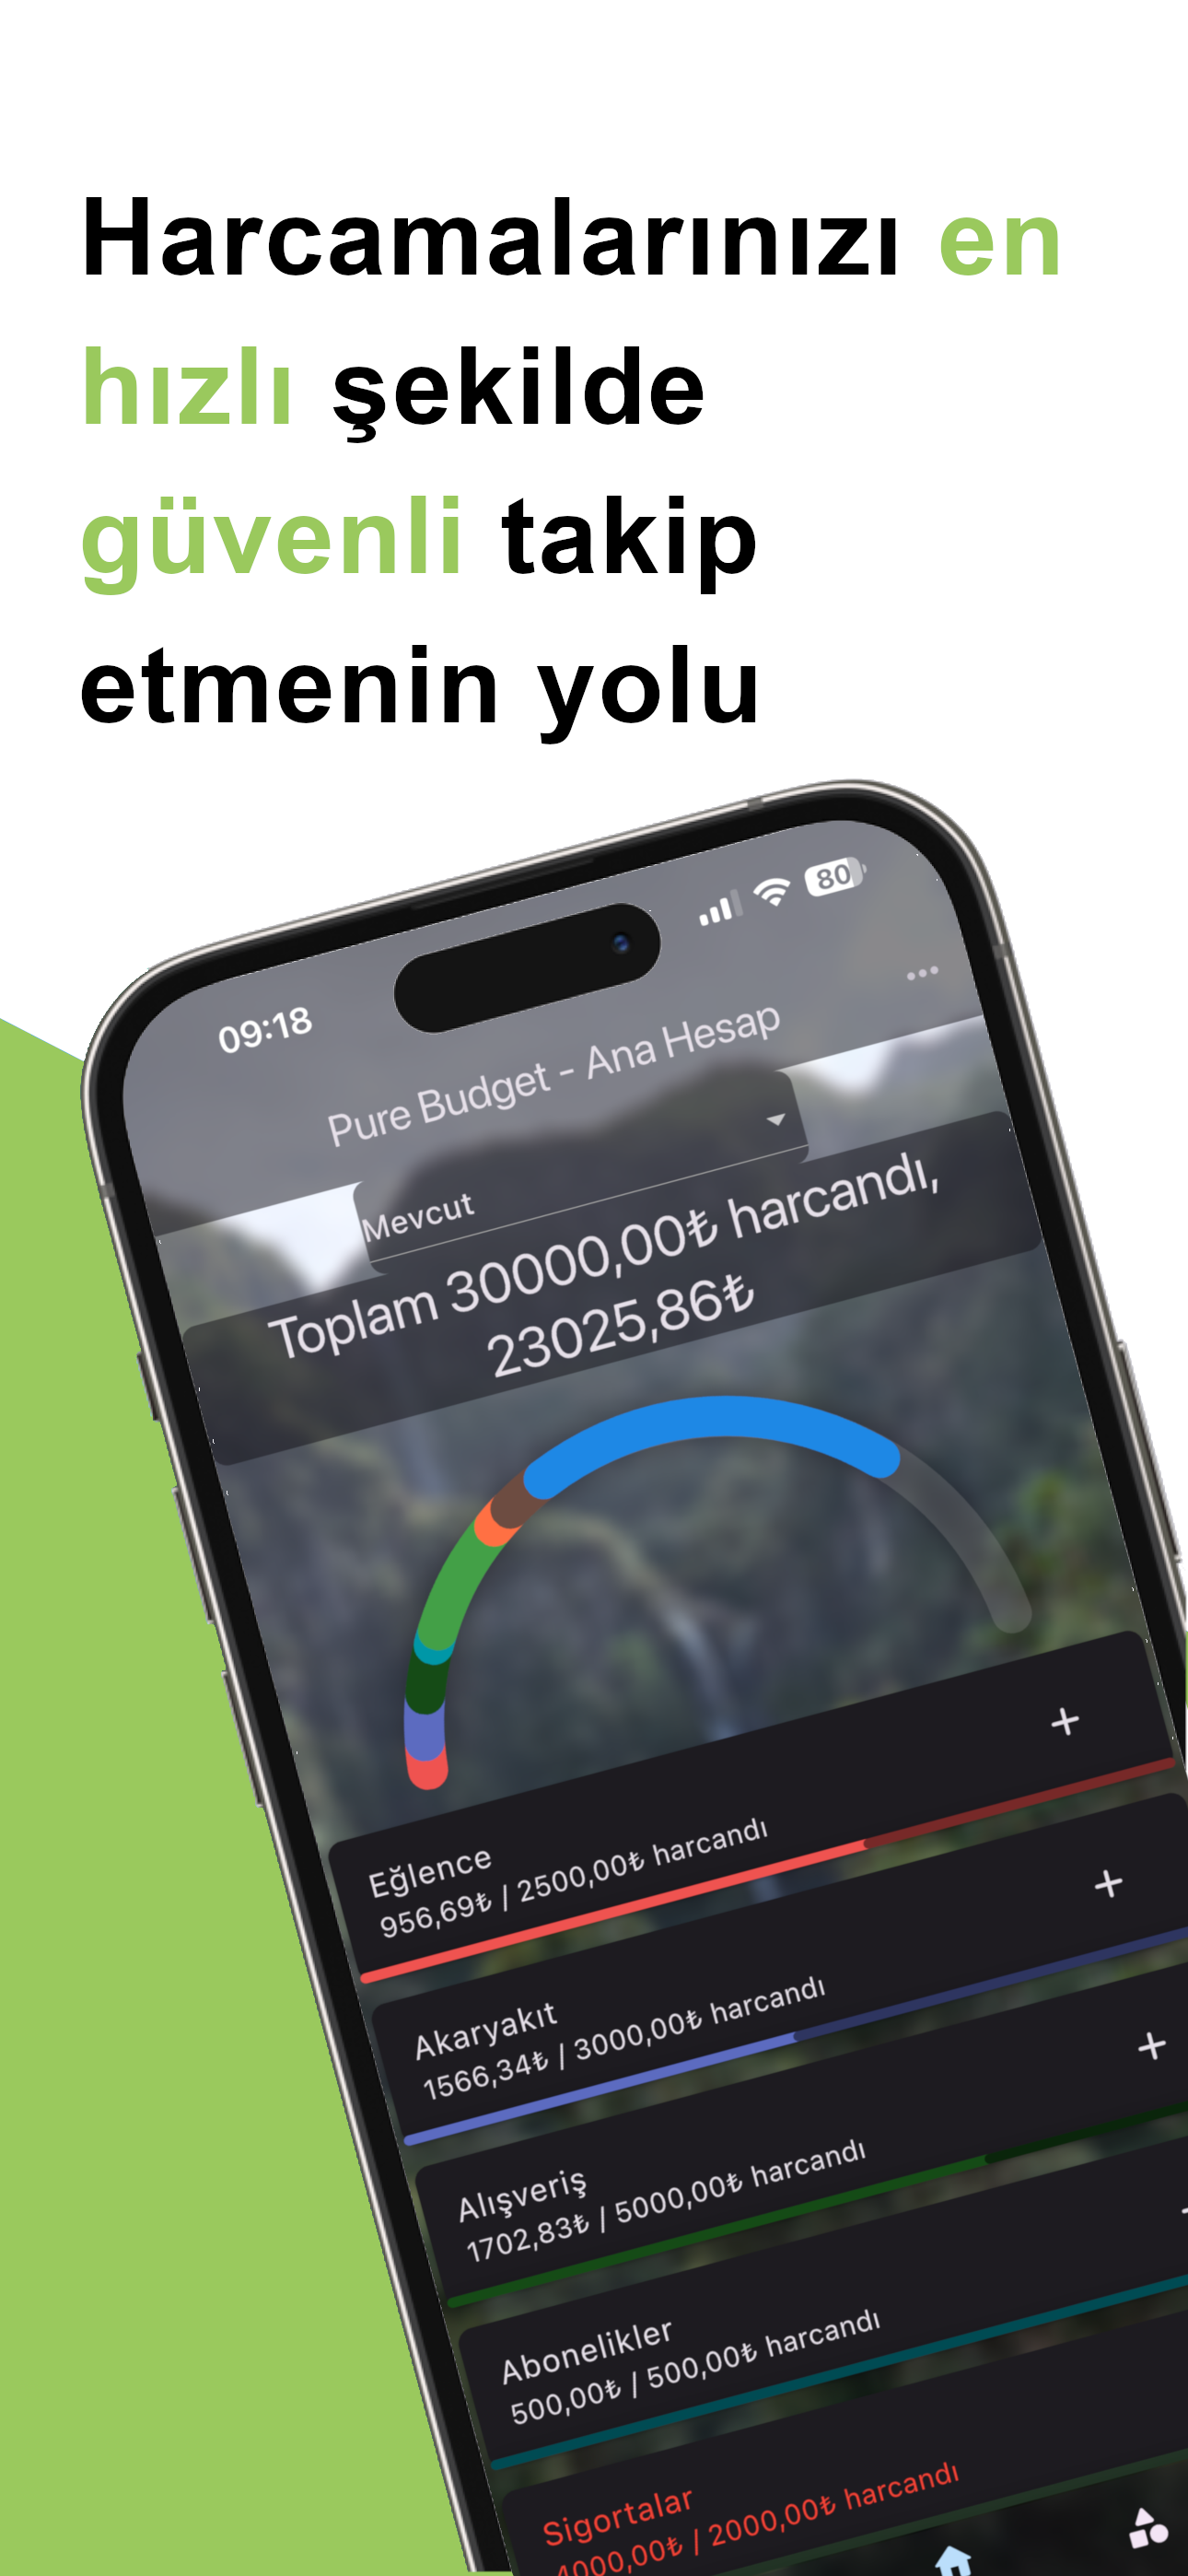 Harcamalarınızı en
hızlı şekilde
güvenli takip
etmenin yolu
09:18
80
Pure Budget - Ana Hesap
Mevcut
Toplam 30000,00₺ harcandı,
23025,86₺
Eğlence
956,69₺ / 2500,00₺ harcandı
Akaryakıt
1566,34₺ / 3000,00₺ harcandı
Alışveriş
1702,83₺ / 5000,00₺ harcandı
Abonelikler
500,00₺ / 500,00₺ harcandı
Sigortalar
4000,00₺ / 2000,00₺ harcandı